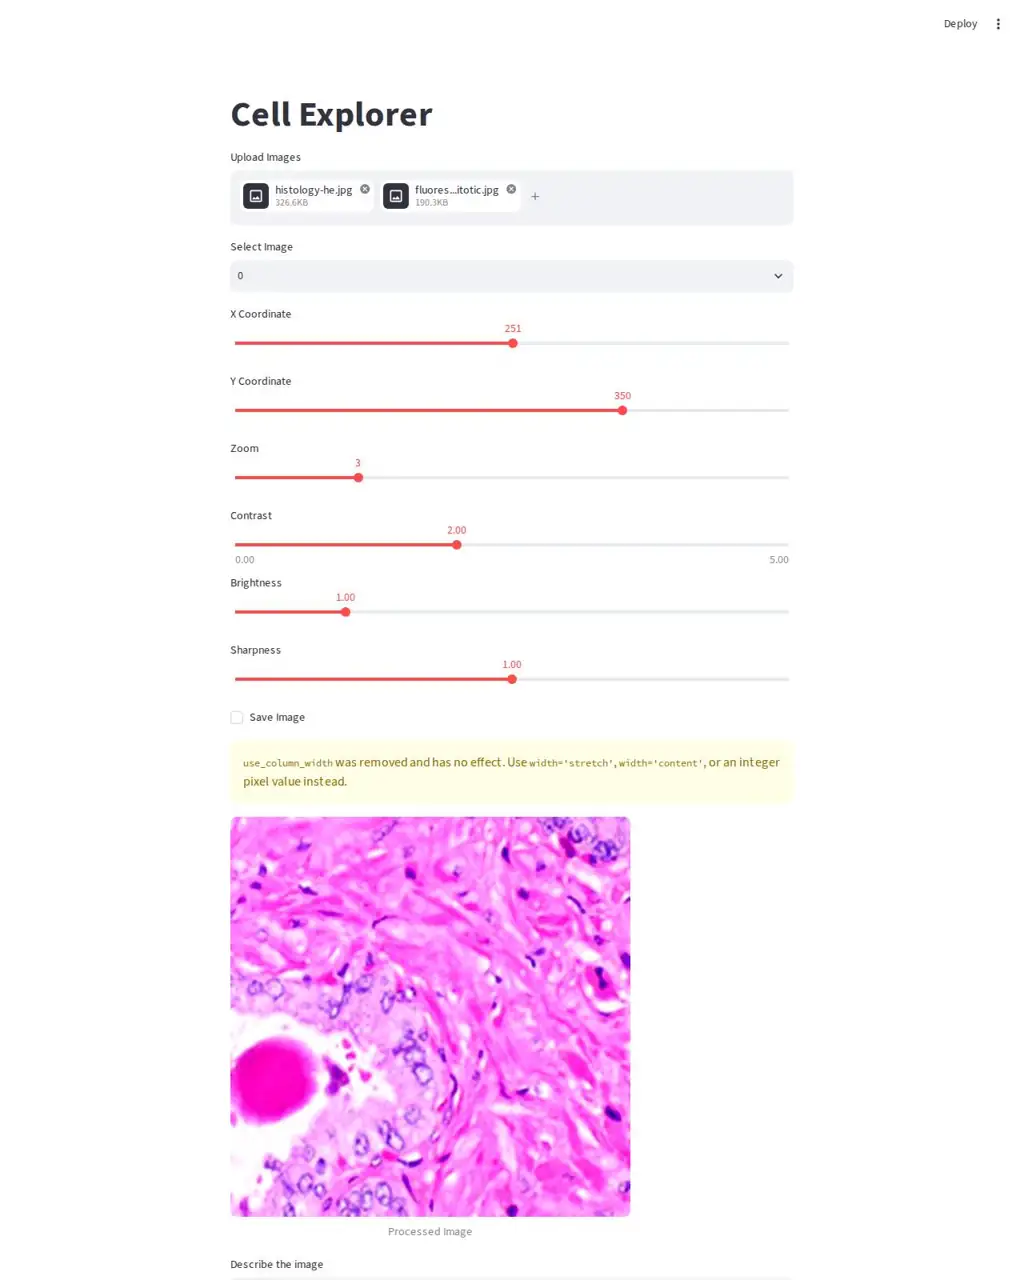 Deploy
Cell Explorer
Upload Images
histology-he.jpg
326.6KB
fluores...itotic.jpg
190.3KB
+
Select Image
0
X Coordinate
251
Y Coordinate
350
Zoom
3
Contrast
2.00
0.00
5.00
Brightness
1.00
Sharpness
1.00
Save Image
use_column_width was removed and has no effect. Use width='stretch', width='content', or an integer
pixel value instead.
Processed Image
Describe the image